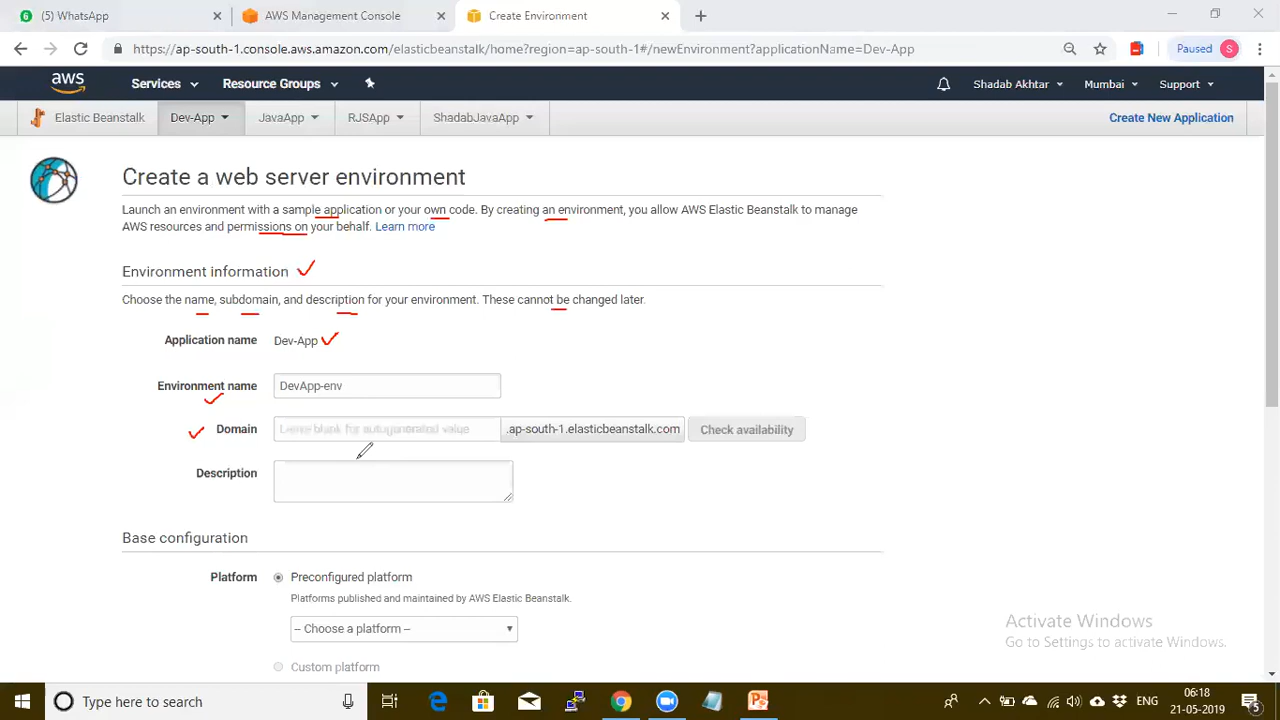 (5) WhatsApp
AWS Management Console
Create Environment
https://ap-south-1.console.aws.amazon.com/elasticbeanstalk/home?region=ap-south-1#/newEnvironment?applicationName=Dev-App
Paused S
aws Services Resource Groups Shadab Akhtar Mumbai Support
Elastic Beanstalk Dev-App JavaApp RJSApp ShadabJavaApp Create New Application
Create a web server environment
Launch an environment with a sample application or your own code. By creating an environment, you allow AWS Elastic Beanstalk to manage
AWS resources and permissions on your behalf. Learn more
Environment information
Choose the name, subdomain, and description for your environment. These cannot be changed later.
Application name Dev-App
Environment name DevApp-env
Domain Leave blank for autogenerated value .ap-south-1.elasticbeanstalk.com Check availability
Description
Base configuration
Platform Preconfigured platform
Platforms published and maintained by AWS Elastic Beanstalk.
-- Choose a platform --
Custom platform
Activate Windows
Go to Settings to activate Windows.
Type here to search
ENG
06:18
21-05-2019
5